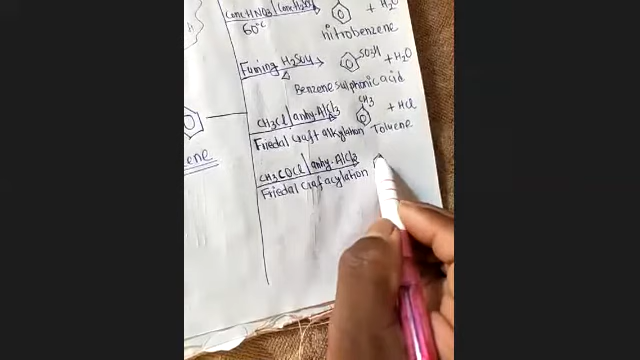 Conc HNO3 | Conc H2SO4 + H2O
60°C
nitrobenzene
Fuming H2SO4 SO3H + H2O
Δ
Benzene sulphonic acid
CH3
CH3Cl | anhy. AlCl3 + HCl
Friedal craft alkylation Toluene
CH3COCl | anhy. AlCl3
Friedal craf acylation